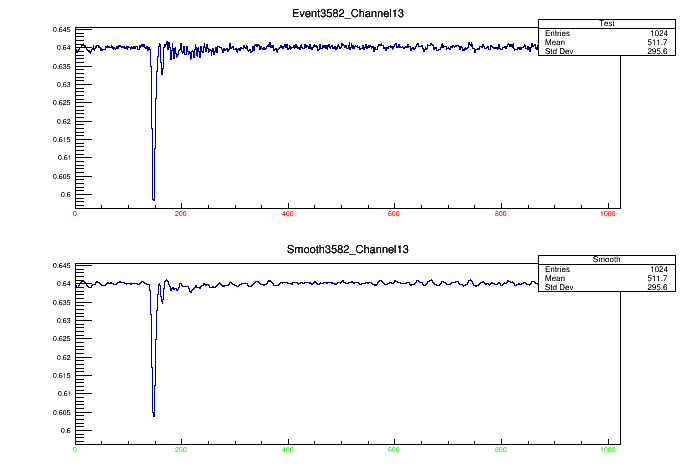 Event3582_Channel13
Test
Entries 1024
Mean 511.7
Std Dev 295.6
0.645
0.64
0.635
0.63
0.625
0.62
0.615
0.61
0.605
0.6
0 200 400 600 800 1000
Smooth3582_Channel13
Smooth
Entries 1024
Mean 511.7
Std Dev 295.6
0.645
0.64
0.635
0.63
0.625
0.62
0.615
0.61
0.605
0.6
0 200 400 600 800 1000